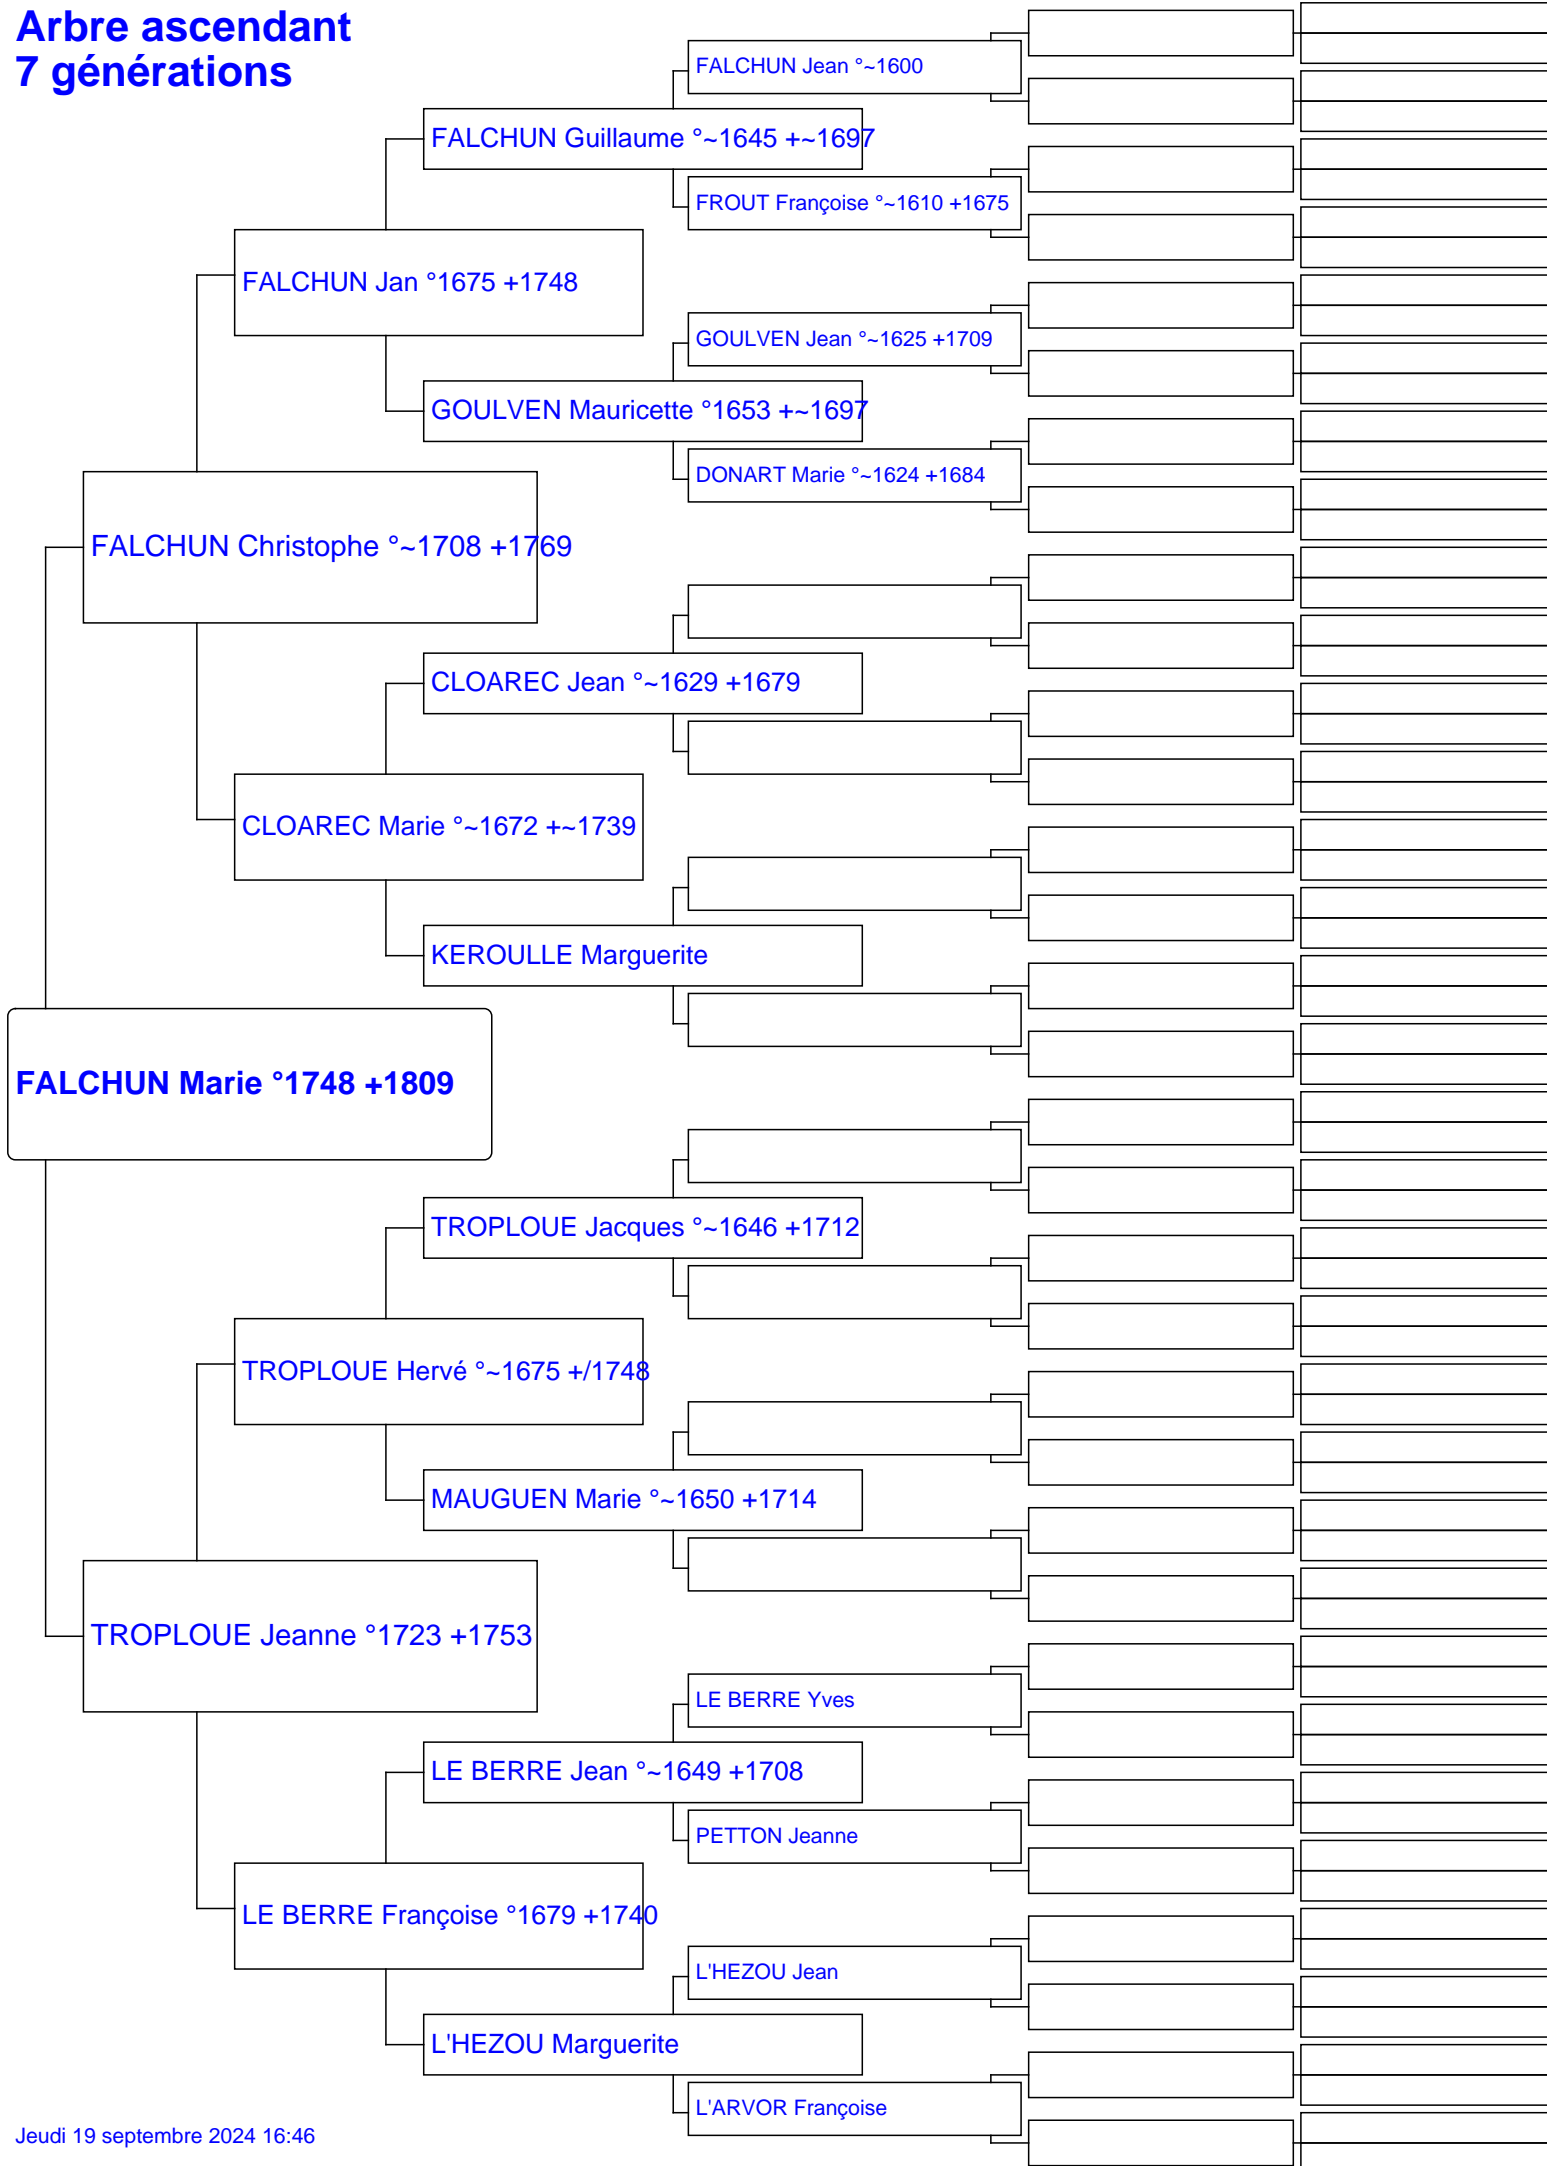 Arbre ascendant
7 générations
FALCHUN Jean °~1600
FALCHUN Guillaume °~1645 +~1697
FROUT Françoise °~1610 +1675
FALCHUN Jan °1675 +1748
GOULVEN Jean °~1625 +1709
GOULVEN Mauricette °1653 +~1697
DONART Marie °~1624 +1684
FALCHUN Christophe °~1708 +1769
CLOAREC Jean °~1629 +1679
CLOAREC Marie °~1672 +~1739
KEROULLE Marguerite
FALCHUN Marie °1748 +1809
TROPLOUE Jacques °~1646 +1712
TROPLOUE Hervé °~1675 +/1748
MAUGUEN Marie °~1650 +1714
TROPLOUE Jeanne °1723 +1753
LE BERRE Yves
LE BERRE Jean °~1649 +1708
PETTON Jeanne
LE BERRE Françoise °1679 +1740
L'HEZOU Jean
L'HEZOU Marguerite
L'ARVOR Françoise
Jeudi 19 septembre 2024 16:46